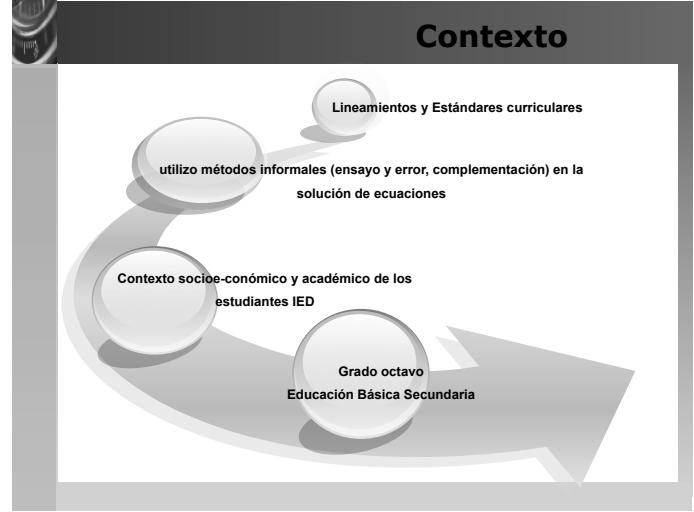 Contexto
Lineamientos y Estándares curriculares
utilizo métodos informales (ensayo y error, complementación) en la
solución de ecuaciones
Contexto socioe-conómico y académico de los
estudiantes IED
Grado octavo
Educación Básica Secundaria